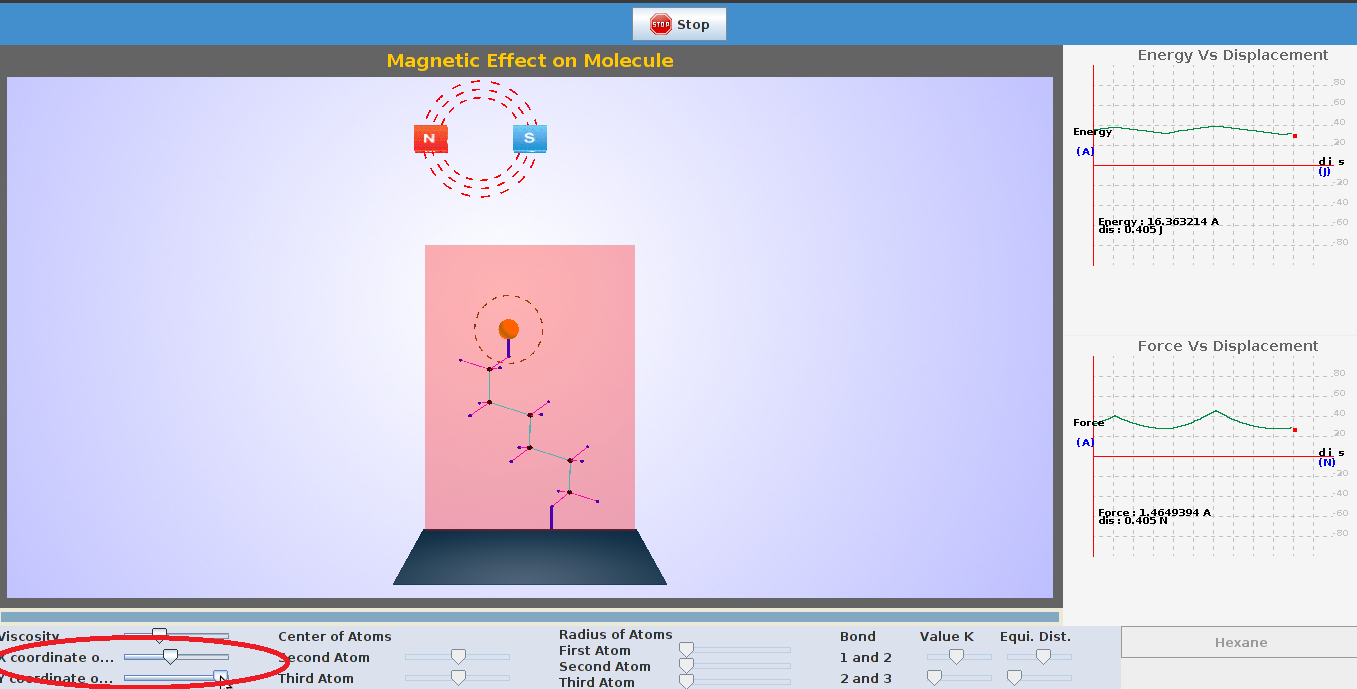 STOP Stop
Magnetic Effect on Molecule
N S
Energy Vs Displacement
80
60
40
Energy
20
(A)
dis
(J)
-20
-40
Energy : 16.363214 A
dis : 0.405 J
-60
-80
Force Vs Displacement
80
60
40
Force
20
(A)
dis
(N)
-20
-40
Force : 1.4649394 A
dis : 0.405 N
-60
-80
Viscosity
X coordinate o...
Y coordinate o...
Center of Atoms
Second Atom
Third Atom
Radius of Atoms
First Atom
Second Atom
Third Atom
Bond Value K Equi. Dist.
1 and 2
2 and 3
Hexane